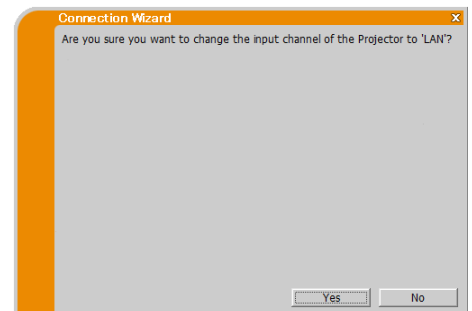 Connection Wizard
x
Are you sure you want to change the input channel of the Projector to 'LAN'?
Yes
No